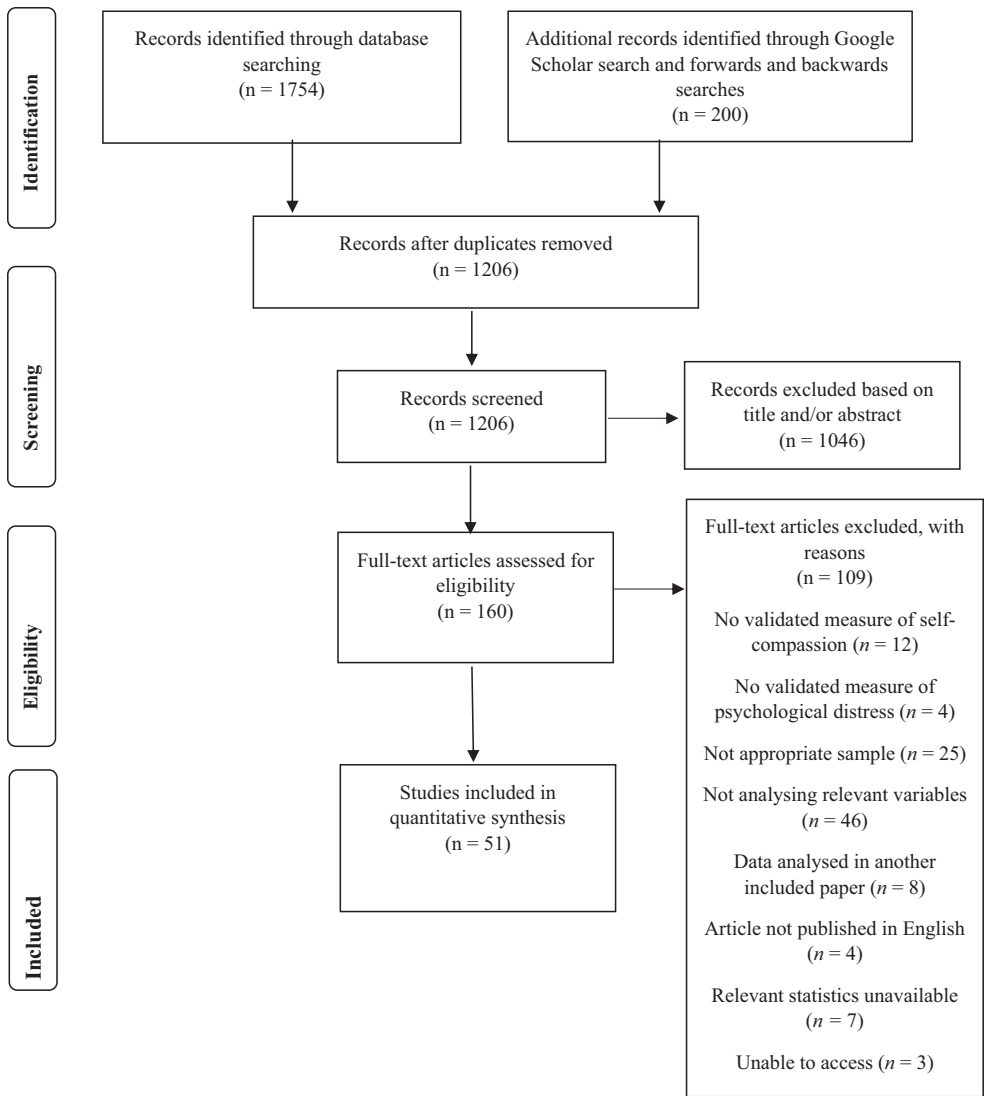 Identification
Records identified through database
searching
(n = 1754)
Additional records identified through Google
Scholar search and forwards and backwards
searches
(n = 200)
Records after duplicates removed
(n = 1206)
Screening
Records screened
(n = 1206)
Records excluded based on
title and/or abstract
(n = 1046)
Eligibility
Full-text articles assessed for
eligibility
(n = 160)
Full-text articles excluded, with
reasons
(n = 109)
No validated measure of self-
compassion (n = 12)
No validated measure of
psychological distress (n = 4)
Not appropriate sample (n = 25)
Not analysing relevant variables
(n = 46)
Data analysed in another
included paper (n = 8)
Article not published in English
(n = 4)
Relevant statistics unavailable
(n = 7)
Unable to access (n = 3)
Included
Studies included in
quantitative synthesis
(n = 51)